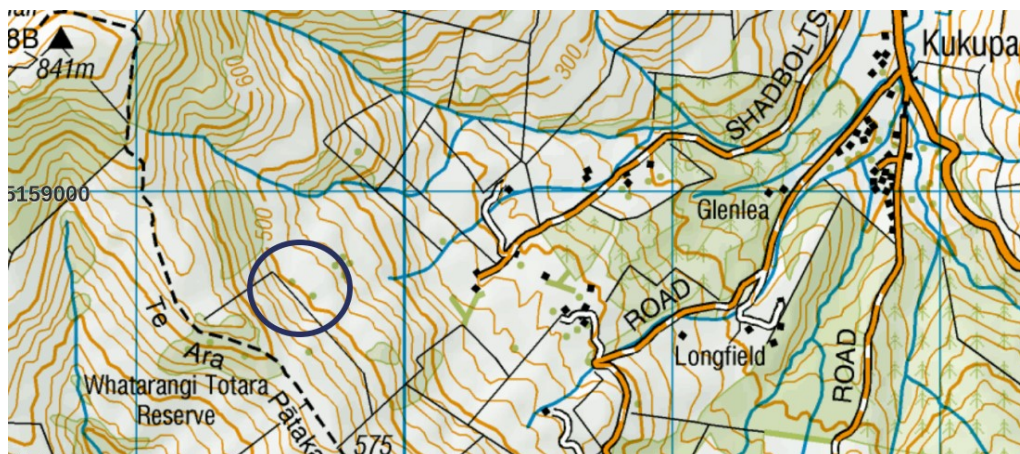 8B
841m
600
300
SHADBOLTS
Kukupa
5159000
500
Glenlea
ROAD
Te
Ara
Pātaka
Longfield
ROAD
Whatarangi Totara
Reserve
575